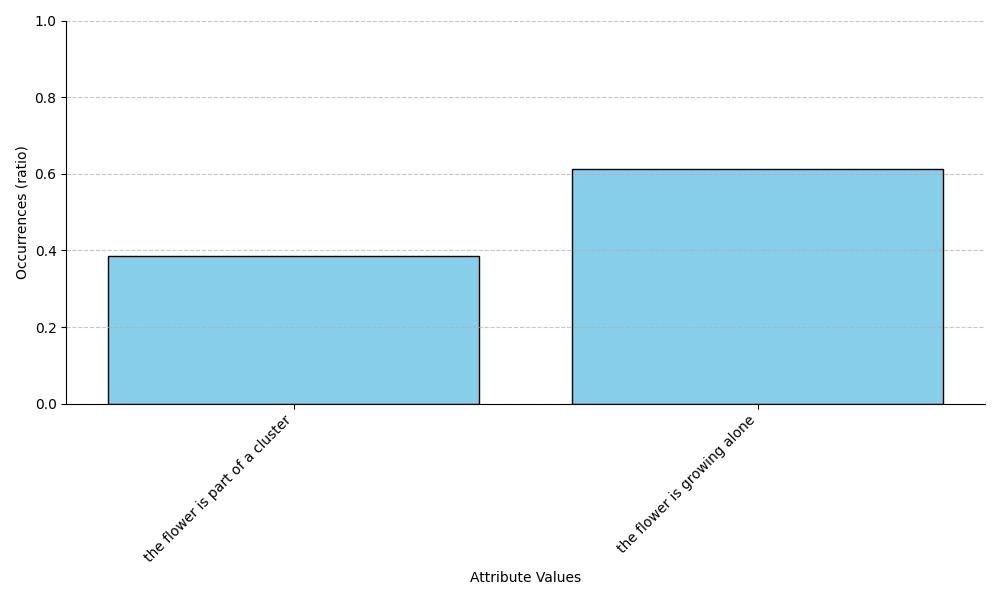 1.0
0.8
0.6
0.4
0.2
0.0
Occurrences (ratio)
the flower is part of a cluster
the flower is growing alone
Attribute Values